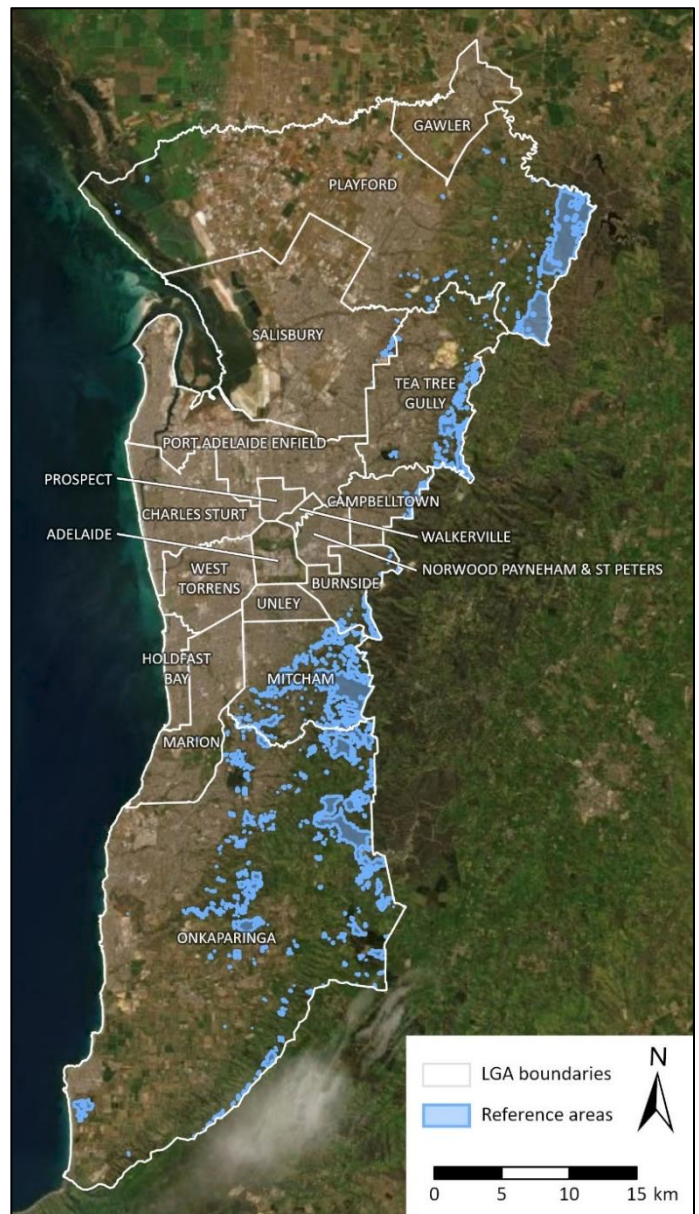 GAWLER
PLAYFORD
SALISBURY
TEA TREE
GULLY
PORT ADELAIDE ENFIELD
PROSPECT
CAMPBELLTOWN
CHARLES STURT
WALKERVILLE
ADELAIDE
WEST
TORRENS
NORWOOD PAYNEHAM & ST PETERS
BURNSIDE
UNLEY
HOLDFAST
BAY
MITCHAM
MARION
ONKAPARINGA
LGA boundaries
Reference areas
N
0 5 10 15 km